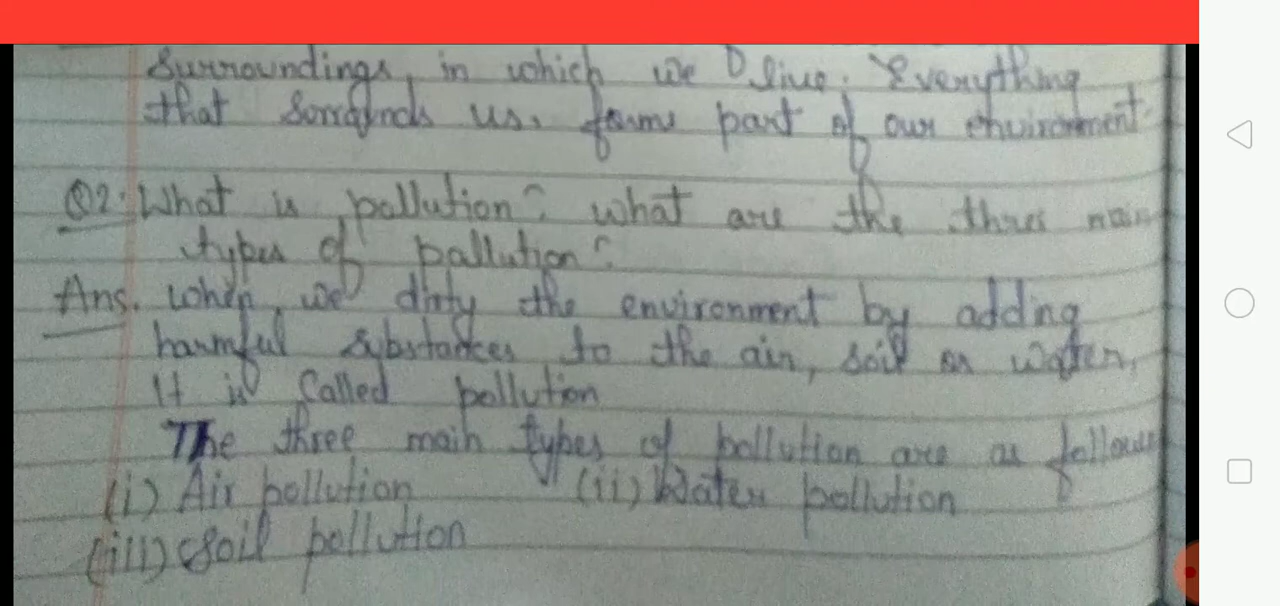 surroundings, in which we live. Everything
that sorrounds us, forms part of our environment
Q2. What is pollution? what are the three main
types of pollution?
Ans. when we dirty the environment by adding
harmful substances to the air, soil or water,
It is called pollution
The three main types of pollution are as follows
(i) Air pollution (ii) Water pollution
(iii) Soil pollution